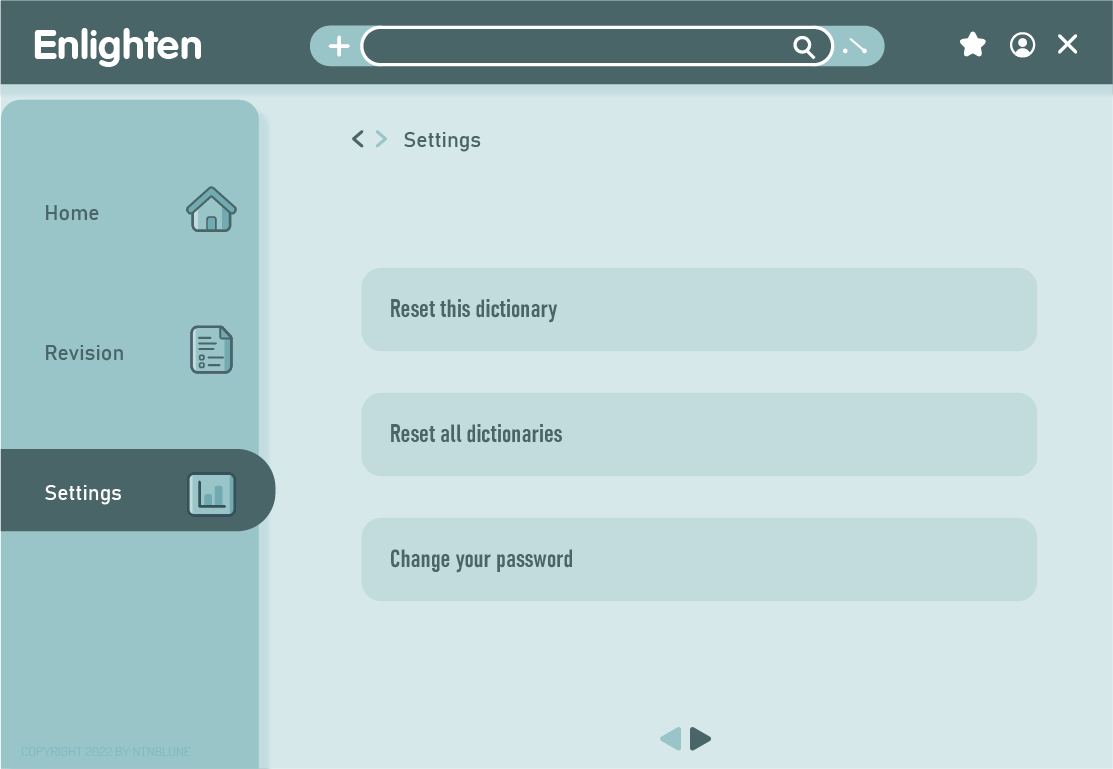 Enlighten
Settings
Home
Revision
Settings
Reset this dictionary
Reset all dictionaries
Change your password
COPYRIGHT 2022 BY NTNBLUNE